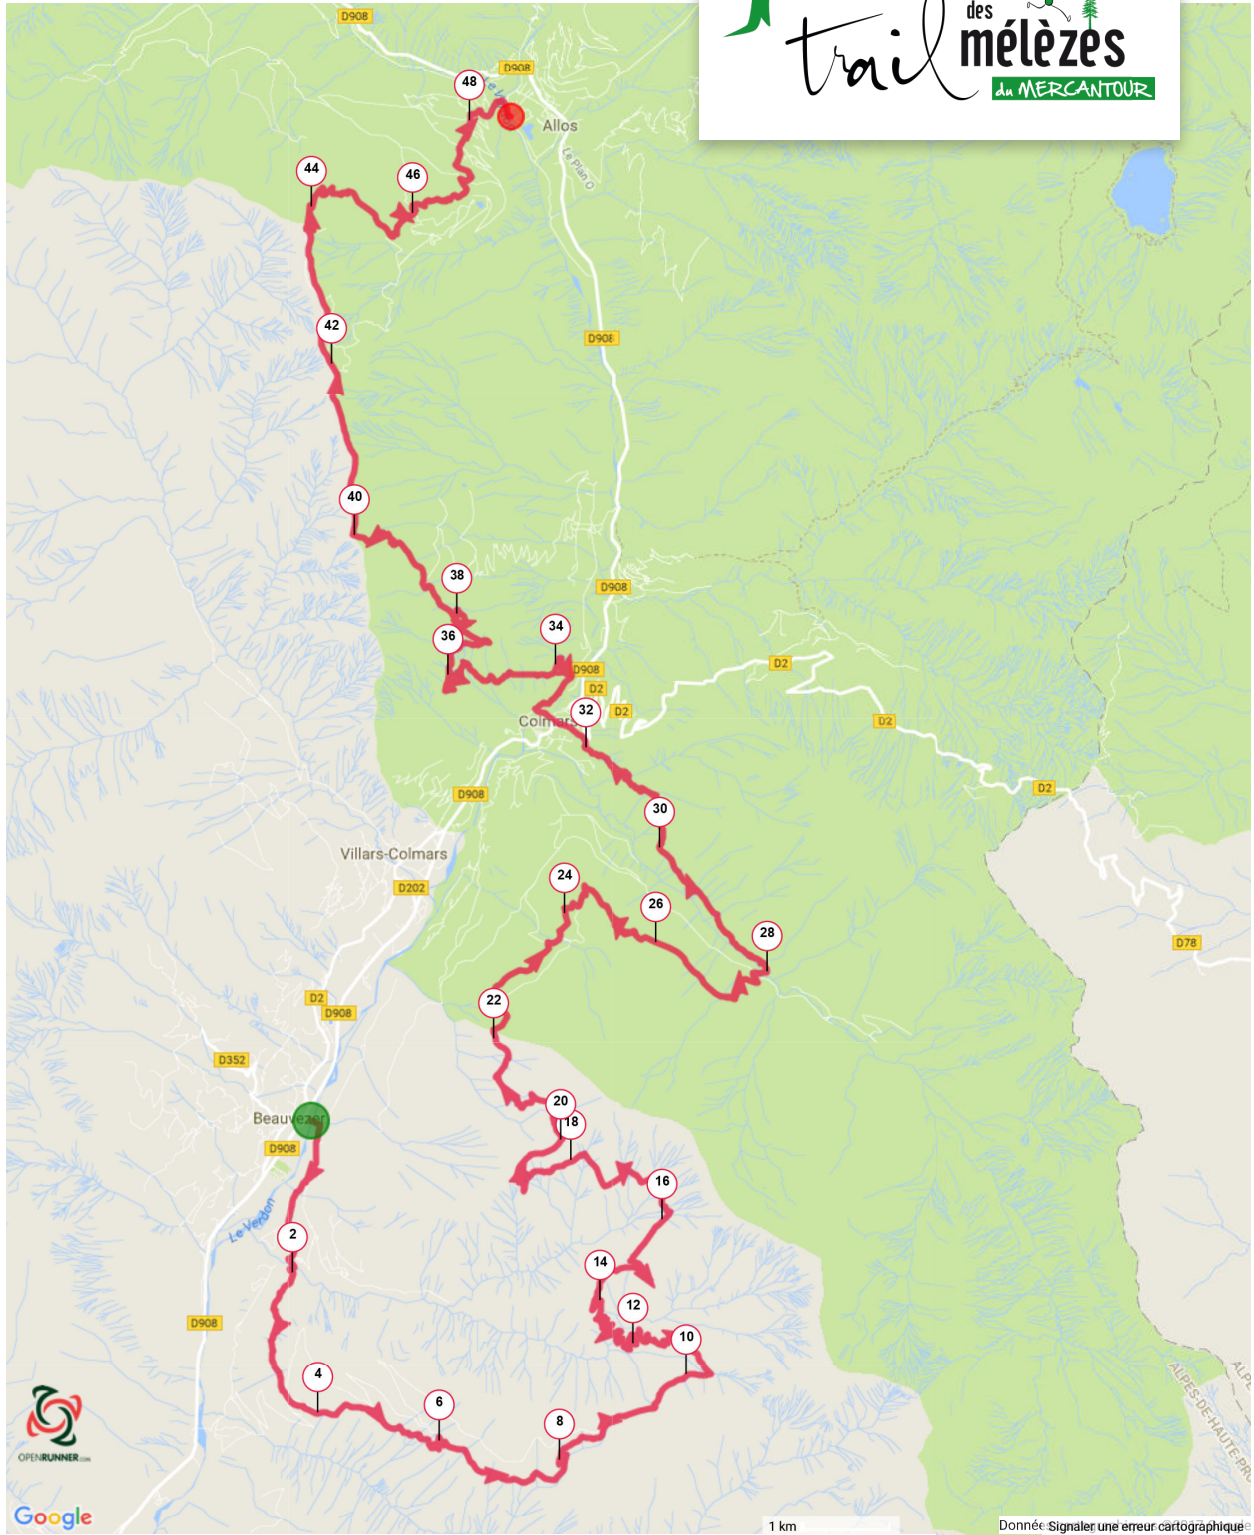 D908
des
trail
mélèzes
du MERCANTOUR
D908
48
Allos
Le Plan O
44
46
42
D908
40
38
D908
36
34
D908
D2
D2
D2
32
Colmars
D2
D2
D908
30
Villars-Colmars
D202
24
26
28
D78
22
D2
D908
D352
20
18
Beauvezer
D908
16
Le Verdon
2
14
12
D908
10
4
6
8
ALPES-DE-HAUTE-PRO
OPENRUNNER.COM
Google
1 km
Signaler une erreur cartographique